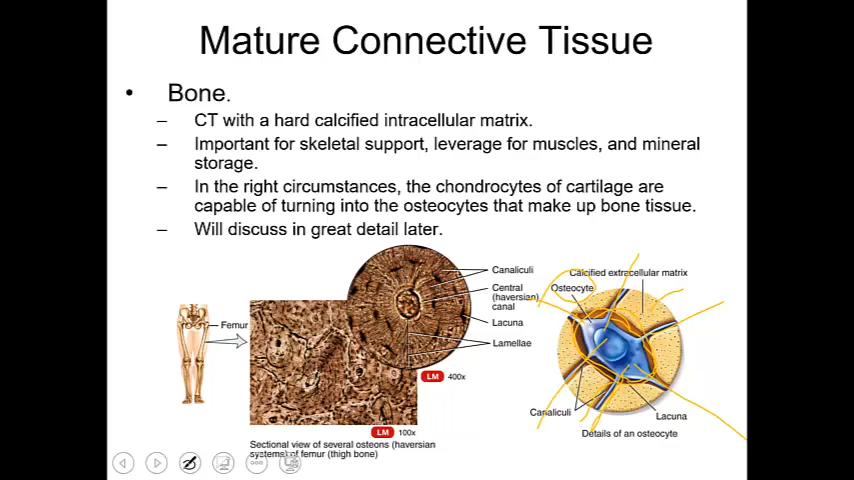 Mature Connective Tissue
• Bone.
– CT with a hard calcified intracellular matrix.
– Important for skeletal support, leverage for muscles, and mineral
storage.
– In the right circumstances, the chondrocytes of cartilage are
capable of turning into the osteocytes that make up bone tissue.
– Will discuss in great detail later.
Canaliculi
Central
(haversian)
canal
Lacuna
Lamellae
Femur
LM 400x
LM 100x
Sectional view of several osteons (haversian
systems) of femur (thigh bone)
Calcified extracellular matrix
Osteocyte
Canaliculi
Lacuna
Details of an osteocyte